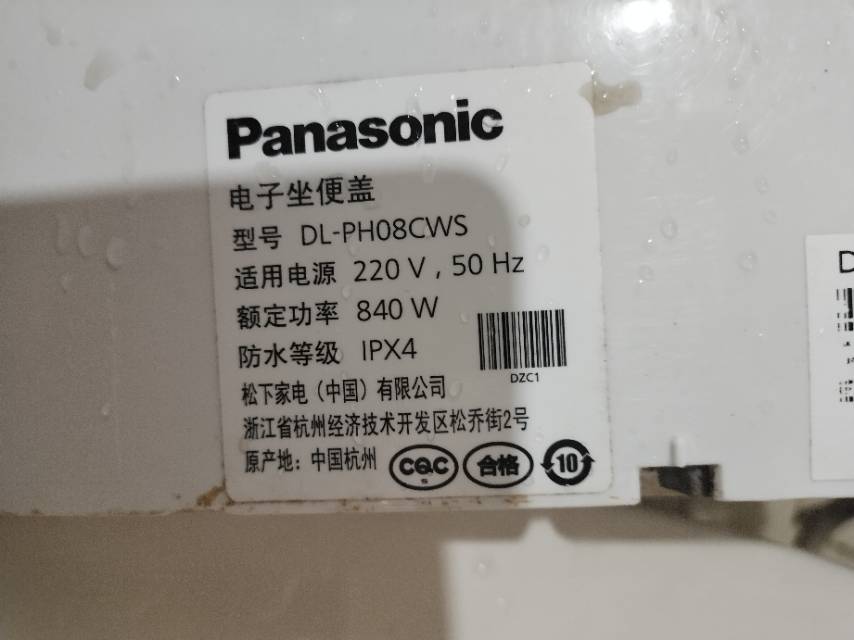 Panasonic
电子坐便盖
型号 DL-PH08CWS
适用电源 220 V , 50 Hz
额定功率 840 W
防水等级 IPX4
DZC1
松下家电（中国）有限公司
浙江省杭州经济技术开发区松乔街2号
原产地：中国杭州 CQC 合格 10
D